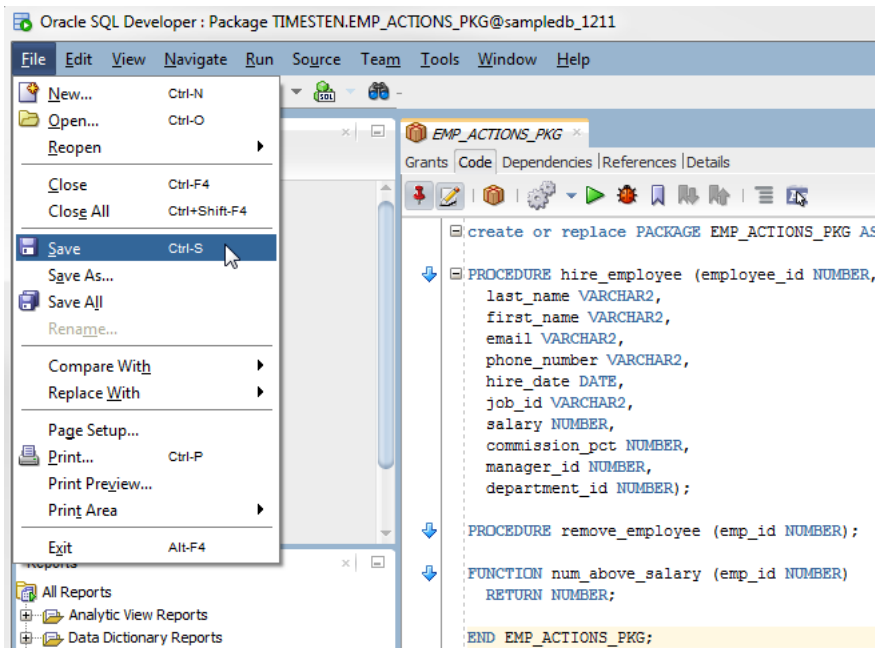 Oracle SQL Developer : Package TIMESTEN.EMP_ACTIONS_PKG@sampledb_1211
File Edit View Navigate Run Source Team Tools Window Help
New... Ctrl-N
Open... Ctrl-O
Reopen
Close Ctrl-F4
Close All Ctrl+Shift-F4
Save Ctrl-S
Save As...
Save All
Rename...
Compare With
Replace With
Page Setup...
Print... Ctrl-P
Print Preview...
Print Area
Exit Alt-F4
Reports
All Reports
Analytic View Reports
Data Dictionary Reports
SQL
EMP_ACTIONS_PKG
Grants Code Dependencies |References |Details
create or replace PACKAGE EMP_ACTIONS_PKG AS
PROCEDURE hire_employee (employee_id NUMBER,
last_name VARCHAR2,
first_name VARCHAR2,
email VARCHAR2,
phone_number VARCHAR2,
hire_date DATE,
job_id VARCHAR2,
salary NUMBER,
commission_pct NUMBER,
manager_id NUMBER,
department_id NUMBER);
PROCEDURE remove_employee (emp_id NUMBER);
FUNCTION num_above_salary (emp_id NUMBER)
RETURN NUMBER;
END EMP_ACTIONS_PKG;